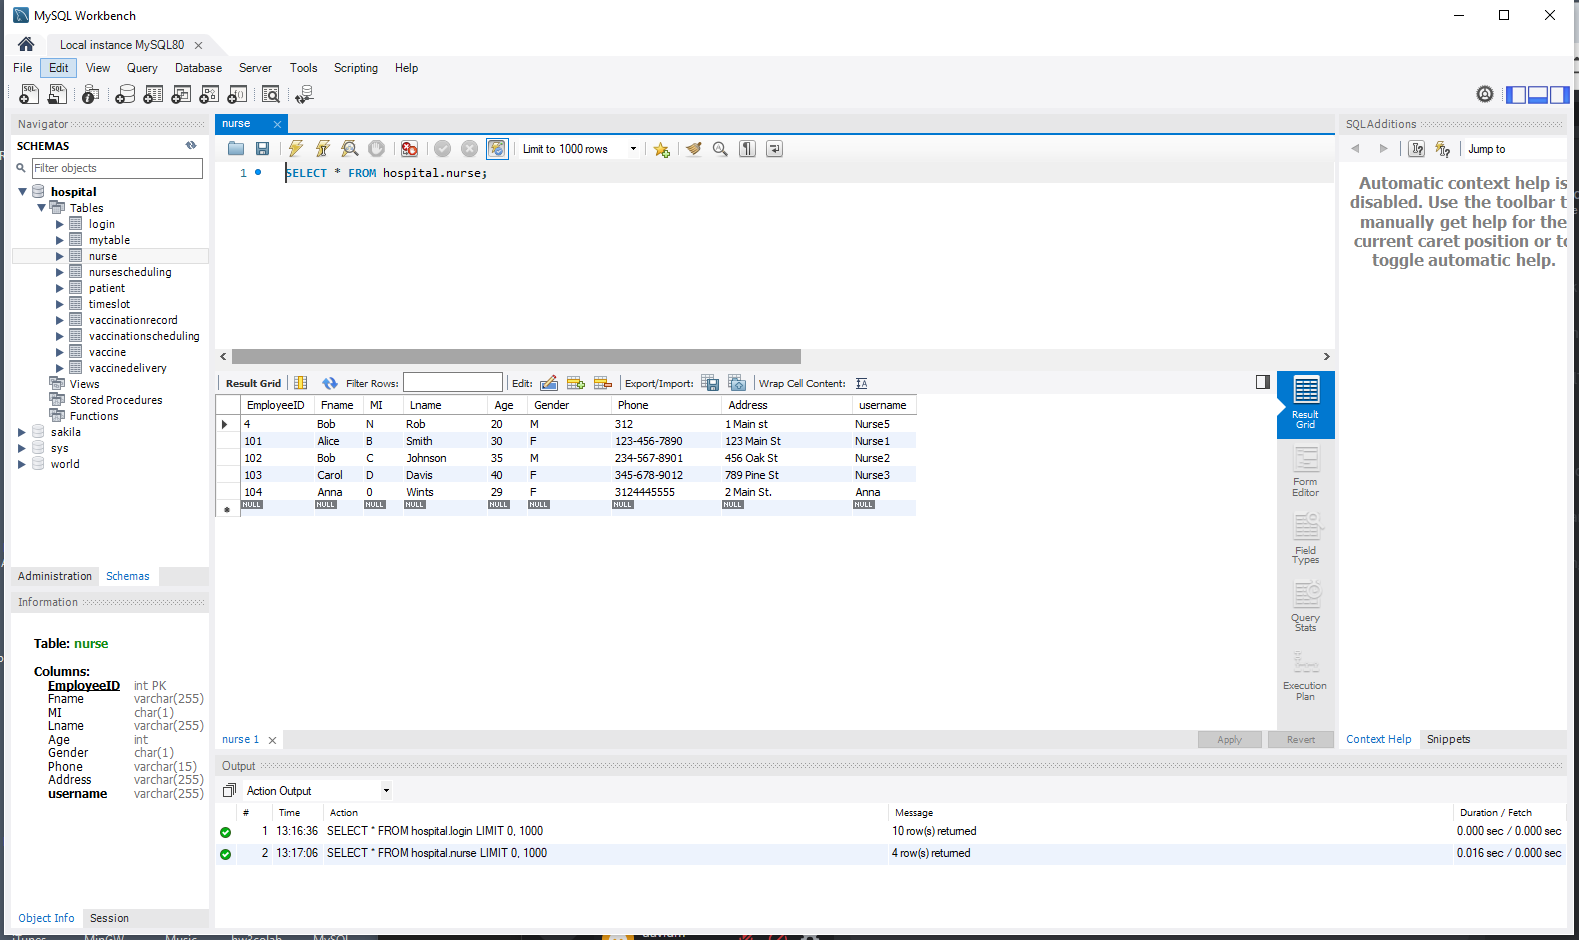 MySQL Workbench
Local instance MySQL80
File Edit View Query Database Server Tools Scripting Help
Navigator
SCHEMAS
Filter objects
hospital
Tables
login
mytable
nurse
nursescheduling
patient
timeslot
vaccinationrecord
vaccinationscheduling
vaccine
vaccinedelivery
Views
Stored Procedures
Functions
sakila
sys
world
Administration Schemas
Information
Table: nurse
Columns:
EmployeeID int PK
Fname varchar(255)
MI char(1)
Lname varchar(255)
Age int
Gender char(1)
Phone varchar(15)
Address varchar(255)
username varchar(255)
Object Info Session
nurse
Limit to 1000 rows
1 SELECT * FROM hospital.nurse;
Result Grid Filter Rows: Edit: Export/Import: Wrap Cell Content:
EmployeeID Fname MI Lname Age Gender Phone Address username
4 Bob N Rob 20 M 312 1 Main st Nurse5
101 Alice B Smith 30 F 123-456-7890 123 Main St Nurse1
102 Bob C Johnson 35 M 234-567-8901 456 Oak St Nurse2
103 Carol D Davis 40 F 345-678-9012 789 Pine St Nurse3
104 Anna 0 Wints 29 F 3124445555 2 Main St. Anna
NULL NULL NULL NULL NULL NULL NULL NULL NULL
Result
Grid
Form
Editor
Field
Types
Query
Stats
Execution
Plan
nurse 1 Apply Revert
SQLAdditions
Jump to
Automatic context help is
disabled. Use the toolbar t
manually get help for the
current caret position or to
toggle automatic help.
Context Help Snippets
Output
Action Output
# Time Action Message Duration / Fetch
1 13:16:36 SELECT * FROM hospital.login LIMIT 0, 1000 10 row(s) returned 0.000 sec / 0.000 sec
2 13:17:06 SELECT * FROM hospital.nurse LIMIT 0, 1000 4 row(s) returned 0.016 sec / 0.000 sec